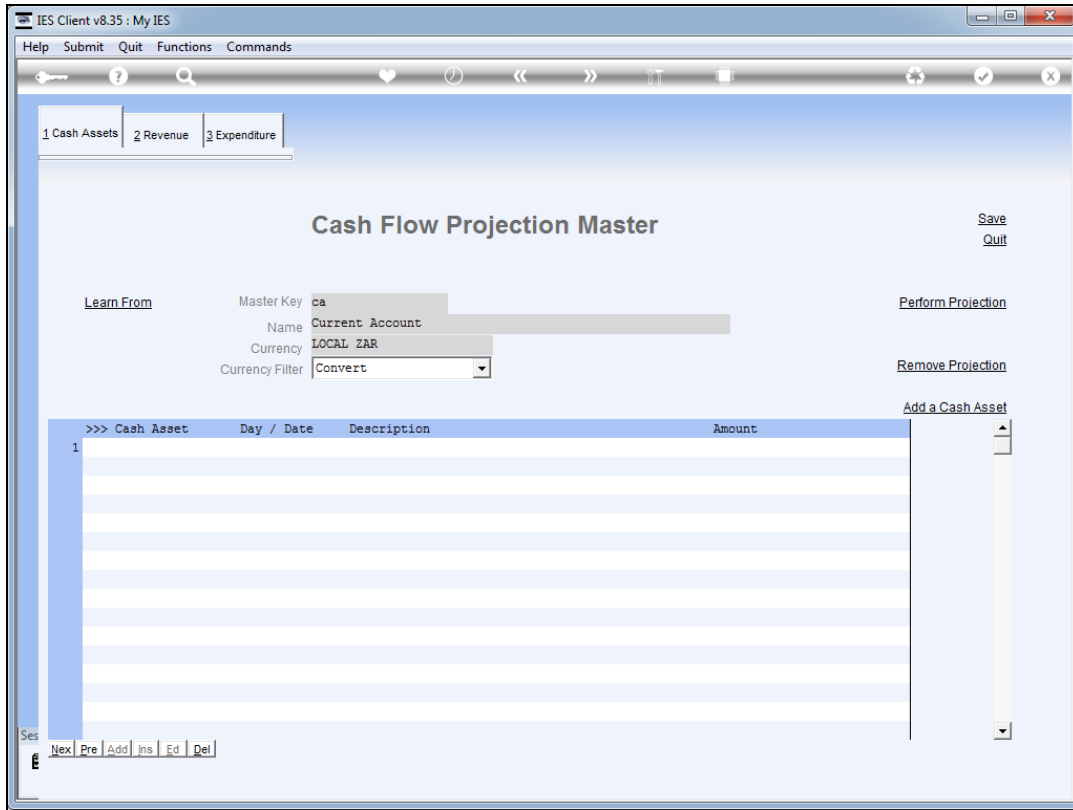 IES Client v8.35 : My IES
Help Submit Quit Functions Commands
1 Cash Assets 2 Revenue 3 Expenditure
Cash Flow Projection Master
Save
Quit
Learn From Master Key ca Perform Projection
Name Current Account
Currency LOCAL ZAR
Currency Filter Convert Remove Projection
Add a Cash Asset
>>> Cash Asset Day / Date Description Amount
1
Ses
Nex Pre Add Ins Ed Del